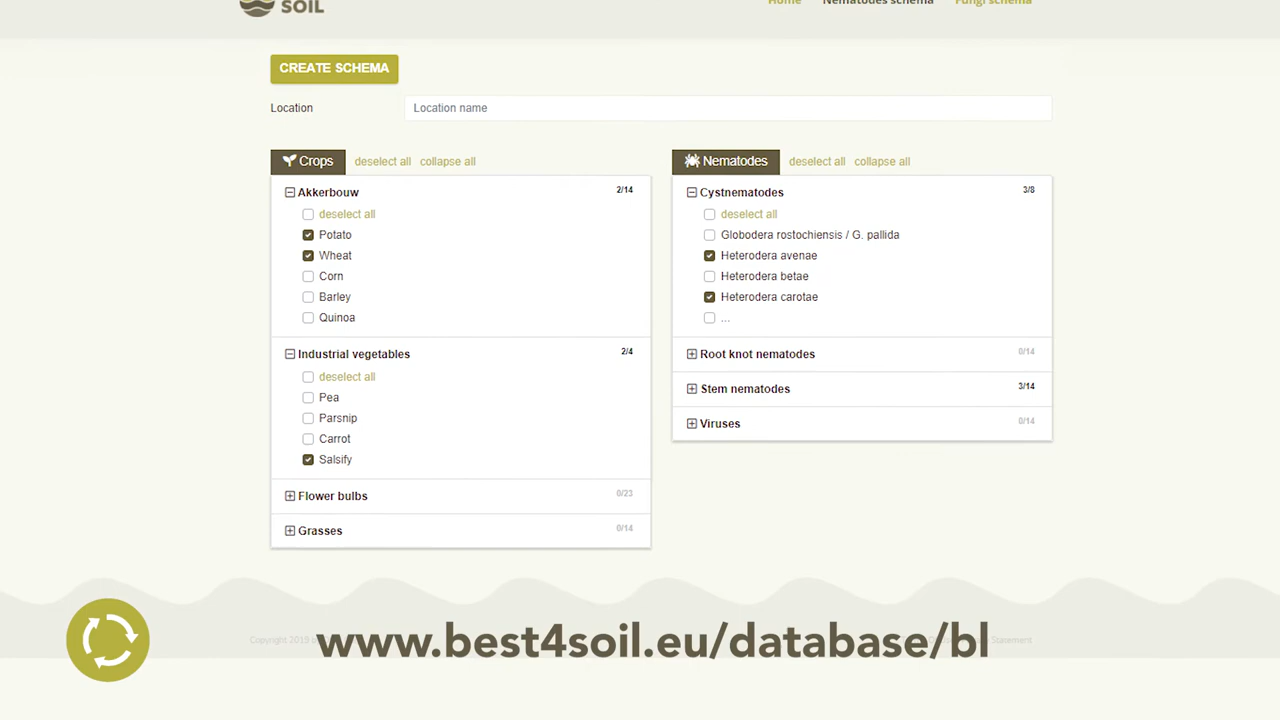 SOIL
Home Nematodes schema Fungi schema
CREATE SCHEMA
Location Location name
Crops deselect all collapse all
Akkerbouw 2/14
deselect all
Potato
Wheat
Corn
Barley
Quinoa
Industrial vegetables 2/4
deselect all
Pea
Parsnip
Carrot
Salsify
Flower bulbs 0/23
Grasses 0/14
Nematodes deselect all collapse all
Cystnematodes 3/8
deselect all
Globodera rostochiensis / G. pallida
Heterodera avenae
Heterodera betae
Heterodera carotae
...
Root knot nematodes 0/14
Stem nematodes 3/14
Viruses 0/14
Copyright 2019 Statement
www.best4soil.eu/database/bl